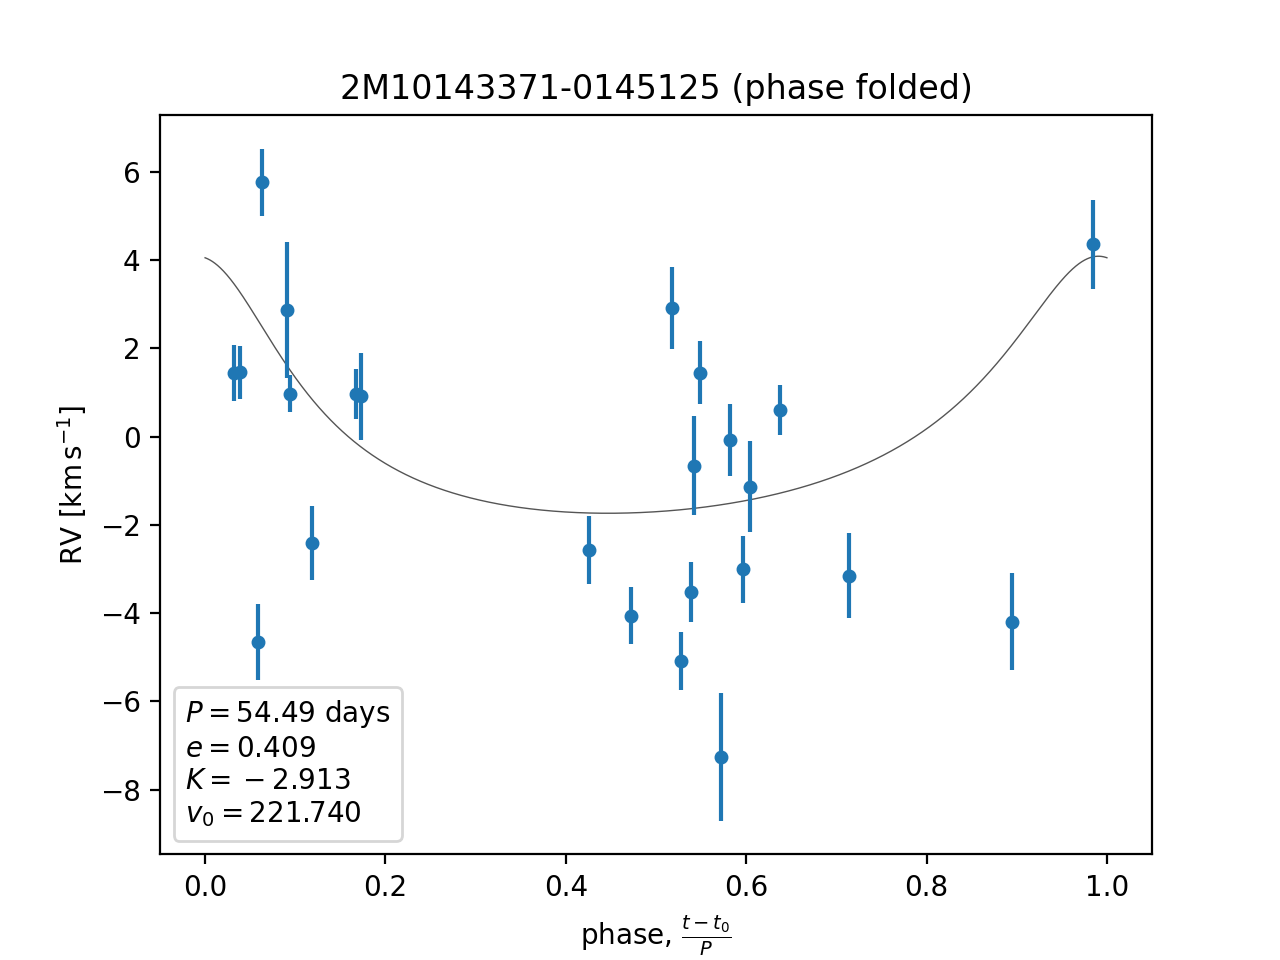 2M10143371-0145125 (phase folded)
RV [km s⁻¹]
6
4
2
0
−2
−4
−6
−8
P = 54.49 days
e = 0.409
K = −2.913
v₀ = 221.740
0.0 0.2 0.4 0.6 0.8 1.0
phase, (t − t₀)/P